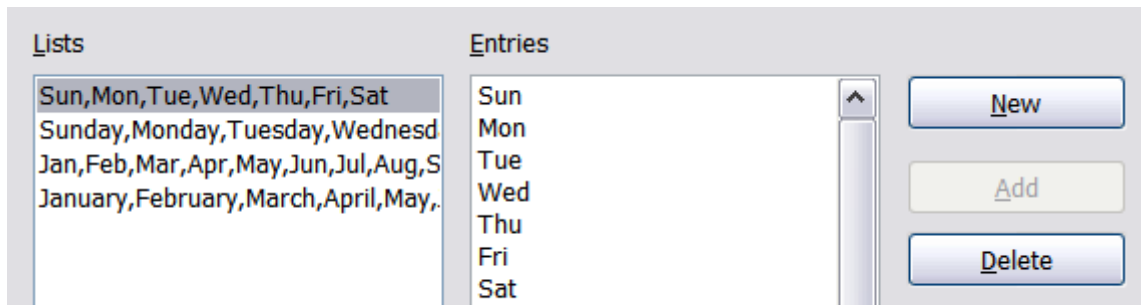 Lists
Sun,Mon,Tue,Wed,Thu,Fri,Sat
Sunday,Monday,Tuesday,Wednesd
Jan,Feb,Mar,Apr,May,Jun,Jul,Aug,S
January,February,March,April,May,.
Entries
Sun
Mon
Tue
Wed
Thu
Fri
Sat
New
Add
Delete